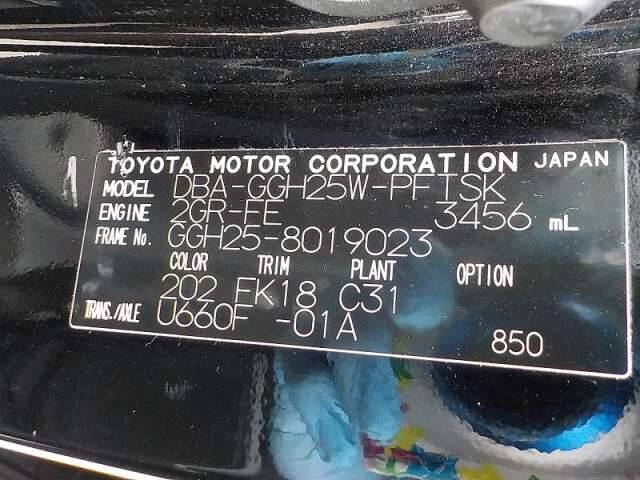 TOYOTA MOTOR CORPORATION JAPAN
MODEL DBA-GGH25W-PFTSK
ENGINE 2GR-FE 3456 mL
FRAME No. GGH25-8019023
COLOR TRIM PLANT OPTION
202 FK18 C31
TRANS./AXLE U660F -01A
850